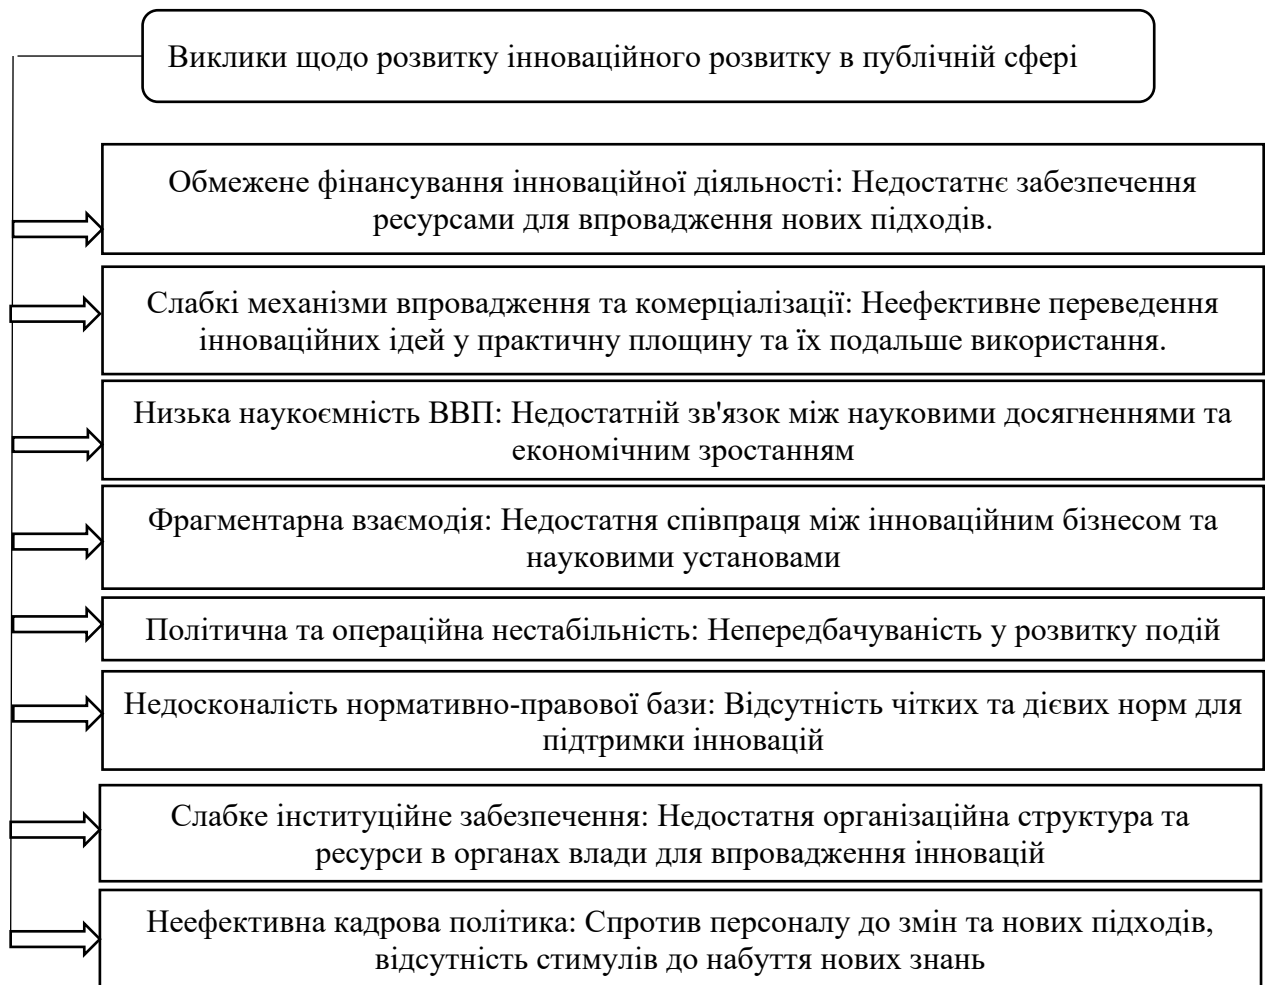 Виклики щодо розвитку інноваційного розвитку в публічній сфері
Обмежене фінансування інноваційної діяльності: Недостатнє забезпечення
ресурсами для впровадження нових підходів.
Слабкі механізми впровадження та комерціалізації: Неефективне переведення
інноваційних ідей у практичну площину та їх подальше використання.
Низька наукоємність ВВП: Недостатній зв'язок між науковими досягненнями та
економічним зростанням
Фрагментарна взаємодія: Недостатня співпраця між інноваційним бізнесом та
науковими установами
Політична та операційна нестабільність: Непередбачуваність у розвитку подій
Недосконалість нормативно-правової бази: Відсутність чітких та дієвих норм для
підтримки інновацій
Слабке інституційне забезпечення: Недостатня організаційна структура та
ресурси в органах влади для впровадження інновацій
Неефективна кадрова політика: Спротив персоналу до змін та нових підходів,
відсутність стимулів до набуття нових знань